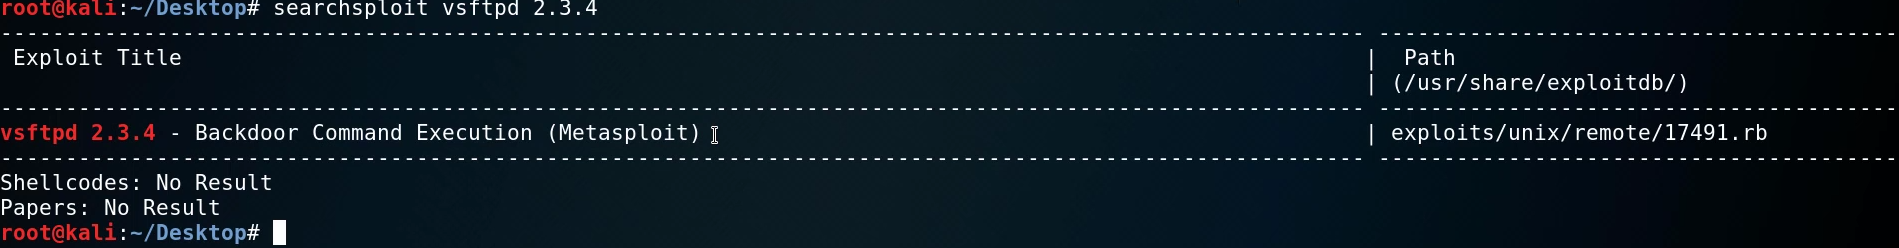 root@kali:~/Desktop# searchsploit vsftpd 2.3.4
Exploit Title | Path
| (/usr/share/exploitdb/)
vsftpd 2.3.4 - Backdoor Command Execution (Metasploit) | exploits/unix/remote/17491.rb
Shellcodes: No Result
Papers: No Result
root@kali:~/Desktop#